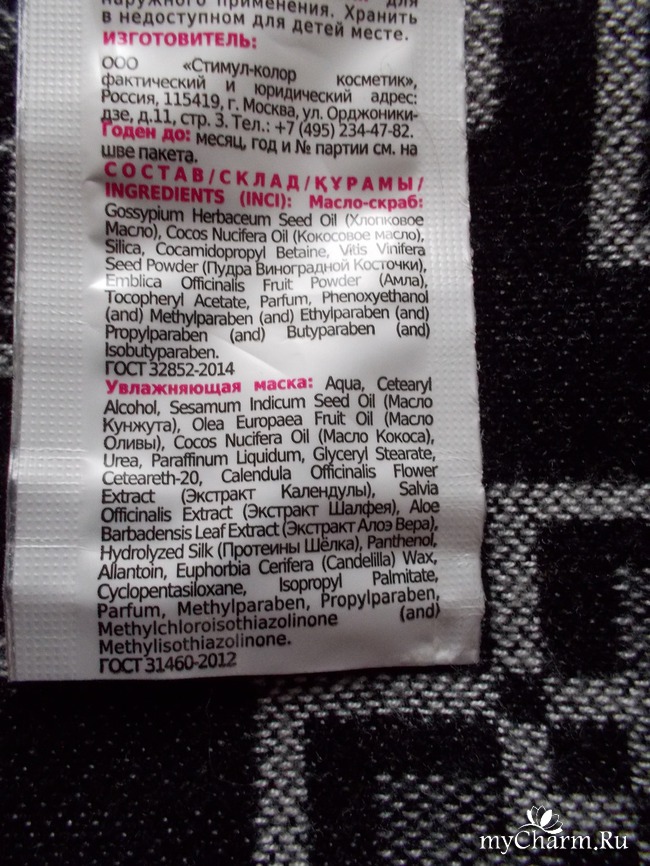 наружного применения. Хранить
в недоступном для детей месте.
ИЗГОТОВИТЕЛЬ:
ООО «Стимул-колор косметик»,
фактический и юридический адрес:
Россия, 115419, г. Москва, ул. Орджоники-
дзе, д.11, стр. 3. Тел.: +7 (495) 234-47-82.
Годен до: месяц, год и № партии см. на
шве пакета.
СОСТАВ/СКЛАД/ҚҰРАМЫ/
INGREDIENTS (INCI): Масло-скраб:
Gossypium Herbaceum Seed Oil (Хлопковое
Масло), Cocos Nucifera Oil (Кокосовое масло),
Silica, Cocamidopropyl Betaine, Vitis Vinifera
Seed Powder (Пудра Виноградной Косточки),
Emblica Officinalis Fruit Powder (Амла),
Tocopheryl Acetate, Parfum, Phenoxyethanol
(and) Methylparaben (and) Ethylparaben (and)
Propylparaben (and) Butyparaben (and)
Isobutyparaben.
ГОСТ 32852-2014
Увлажняющая маска: Aqua, Cetearyl
Alcohol, Sesamum Indicum Seed Oil (Масло
Кунжута), Olea Europaea Fruit Oil (Масло
Оливы), Cocos Nucifera Oil (Масло Кокоса),
Urea, Paraffinum Liquidum, Glyceryl Stearate,
Ceteareth-20, Calendula Officinalis Flower
Extract (Экстракт Календулы), Salvia
Officinalis Extract (Экстракт Шалфея), Aloe
Barbadensis Leaf Extract (Экстракт Алоэ Вера),
Hydrolyzed Silk (Протеины Шёлка), Panthenol,
Allantoin, Euphorbia Cerifera (Candelilla) Wax,
Cyclopentasiloxane, Isopropyl Palmitate,
Parfum, Methylparaben, Propylparaben,
Methylchloroisothiazolinone (and)
Methylisothiazolinone.
ГОСТ 31460-2012
myCharm.Ru